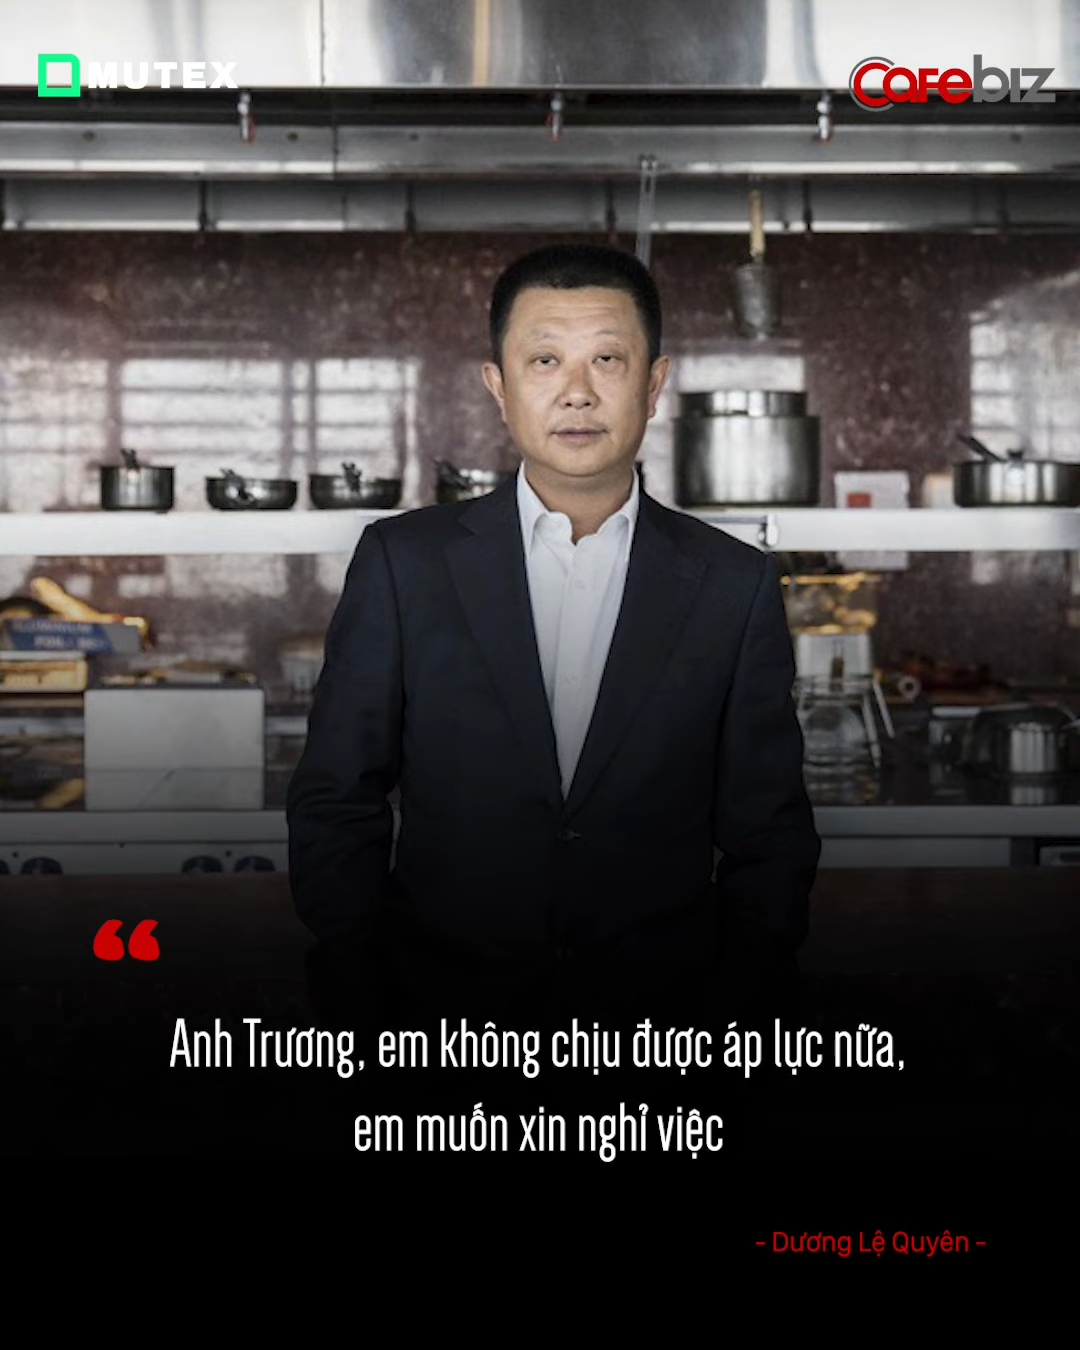 MUTEX
Cafebiz
Anh Trương, em không chịu được áp lực nữa,
em muốn xin nghỉ việc
- Dương Lệ Quyên -